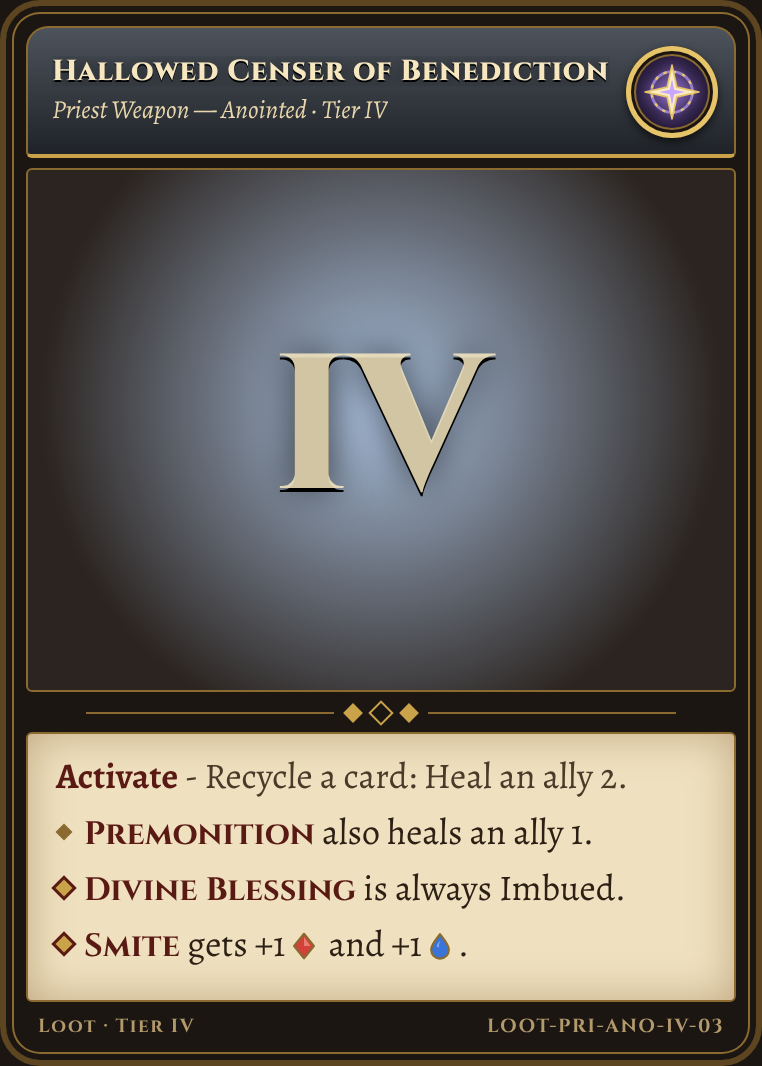 Hallowed Censer of Benediction
Priest Weapon — Anointed · Tier IV
IV
Activate - Recycle a card: Heal an ally 2.
Premonition also heals an ally 1.
Divine Blessing is always Imbued.
Smite gets +1 and +1 .
Loot · Tier IV
LOOT-PRI-ANO-IV-03